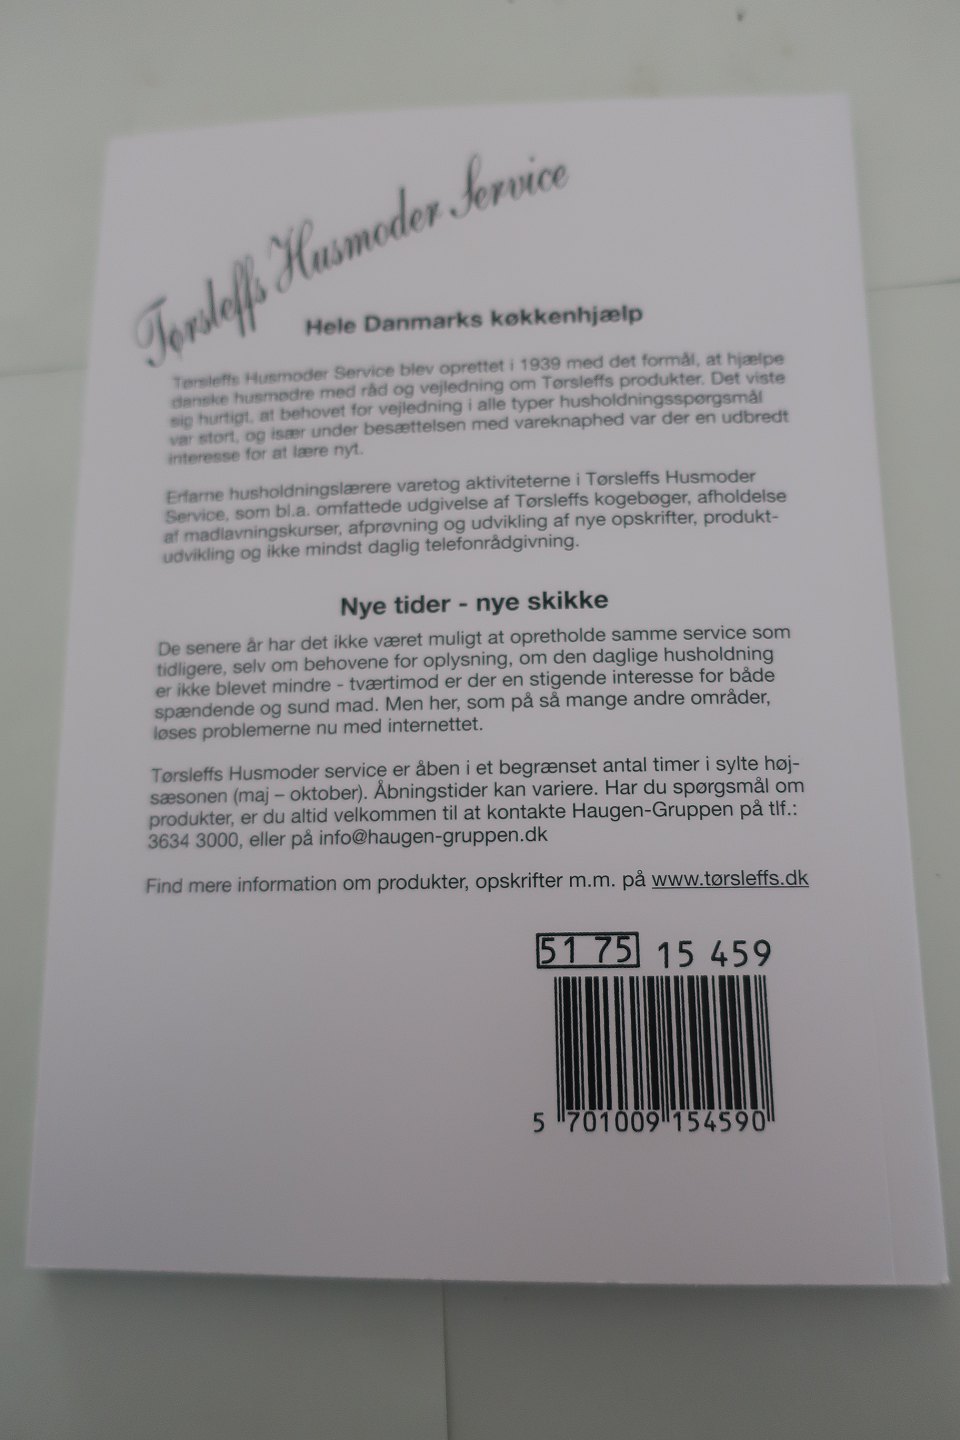 Tørsleffs Husmoder Service
Hele Danmarks køkkenhjælp
Tørsleffs Husmoder Service blev oprettet i 1939 med det formål, at hjælpe
danske husmødre med råd og vejledning om Tørsleffs produkter. Det viste
sig hurtigt, at behovet for vejledning i alle typer husholdningsspørgsmål
var stort, og især under besættelsen med vareknaphed var der en udbredt
interesse for at lære nyt.
Erfarne husholdningslærere varetog aktiviteterne i Tørsleffs Husmoder
Service, som bl.a. omfattede udgivelse af Tørsleffs kogebøger, afholdelse
af madlavningskurser, afprøvning og udvikling af nye opskrifter, produkt-
udvikling og ikke mindst daglig telefonrådgivning.
Nye tider - nye skikke
De senere år har det ikke været muligt at opretholde samme service som
tidligere, selv om behovene for oplysning, om den daglige husholdning
er ikke blevet mindre - tværtimod er der en stigende interesse for både
spændende og sund mad. Men her, som på så mange andre områder,
løses problemerne nu med internettet.
Tørsleffs Husmoder service er åben i et begrænset antal timer i sylte høj-
sæsonen (maj – oktober). Åbningstider kan variere. Har du spørgsmål om
produkter, er du altid velkommen til at kontakte Haugen-Gruppen på tlf.:
3634 3000, eller på info@haugen-gruppen.dk
Find mere information om produkter, opskrifter m.m. på www.tørsleffs.dk
51 75 15 459
5 701009 154590